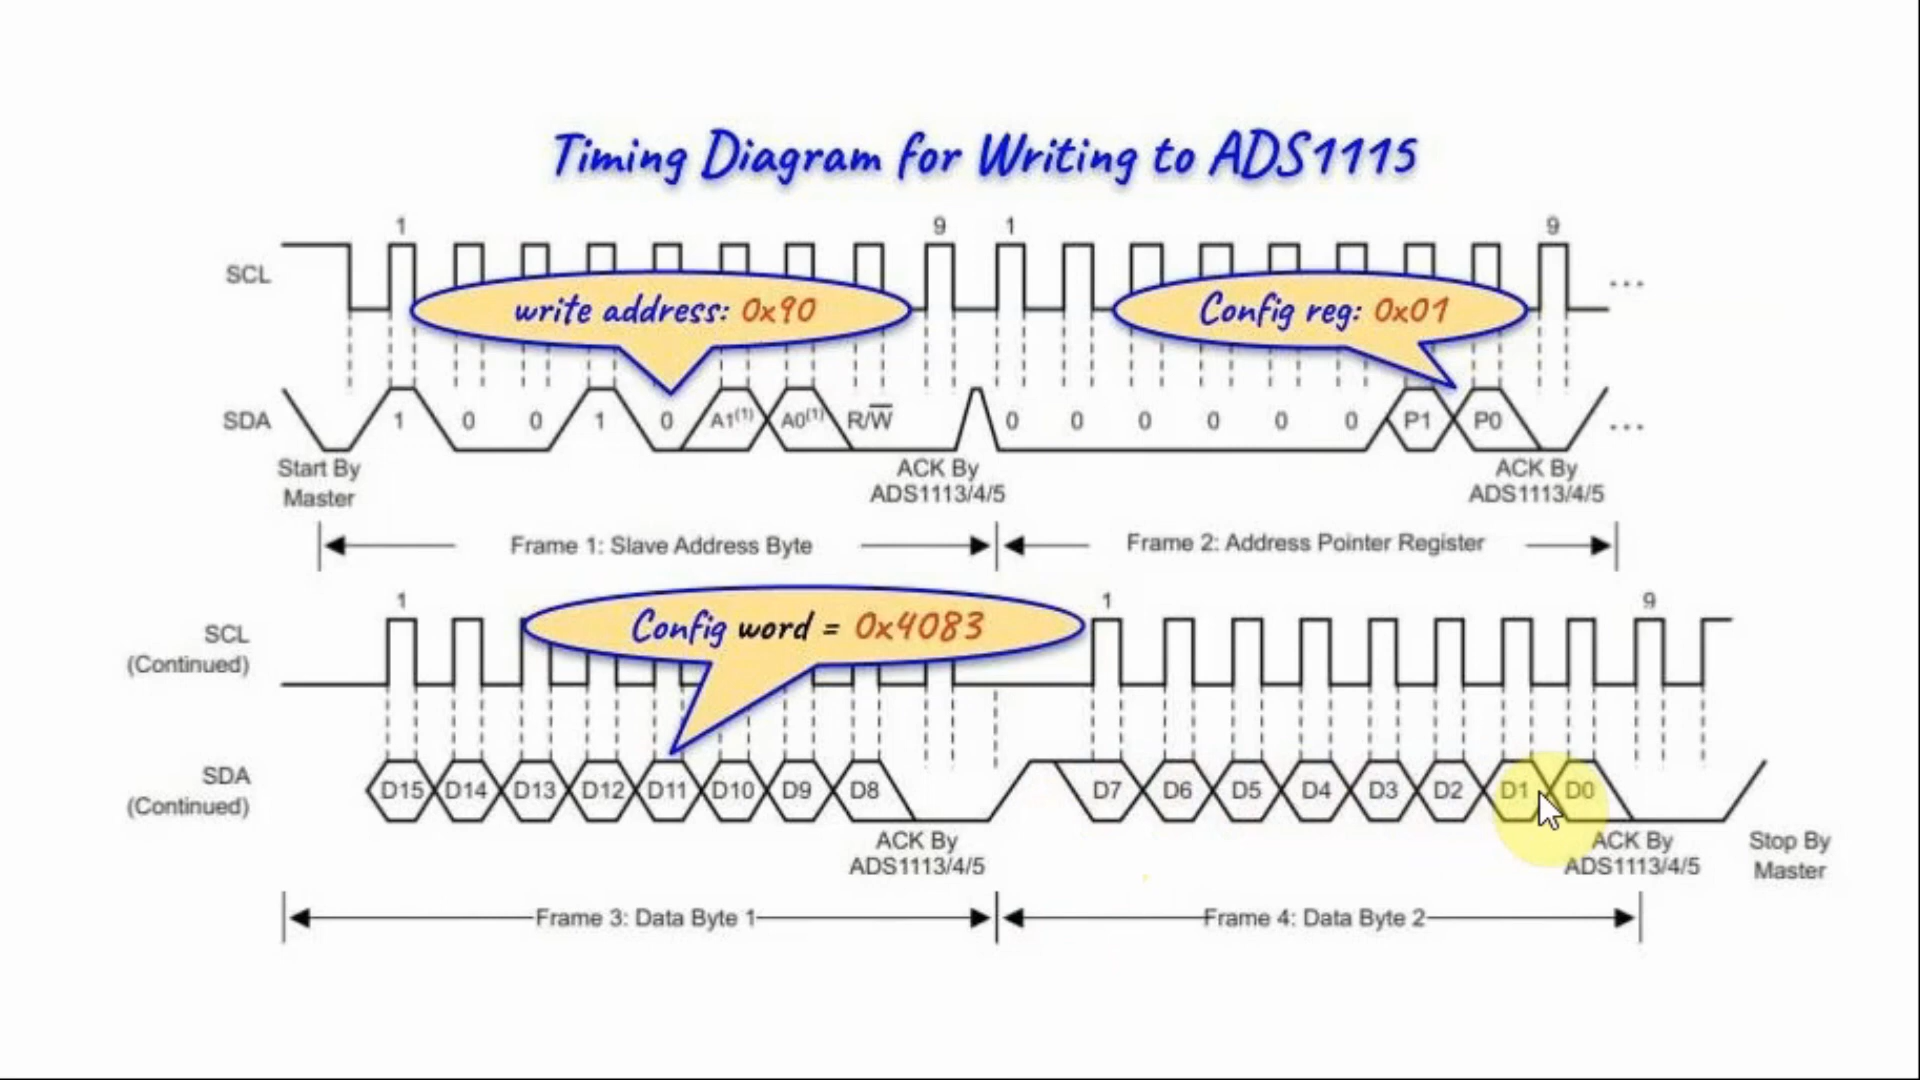 Timing Diagram for Writing to ADS1115
1 9 1 9
SCL
write address: 0x90
Config reg: 0x01
...
SDA 1 0 0 1 0 A1(1) A0(1) R/W̅ 0 0 0 0 0 0 P1 P0 ...
Start By
Master
ACK By
ADS1113/4/5
ACK By
ADS1113/4/5
Frame 1: Slave Address Byte
Frame 2: Address Pointer Register
1 1 9
SCL
(Continued)
Config word = 0x4083
SDA
(Continued)
D15 D14 D13 D12 D11 D10 D9 D8 D7 D6 D5 D4 D3 D2 D1 D0
ACK By
ADS1113/4/5
ACK By
ADS1113/4/5
Stop By
Master
Frame 3: Data Byte 1
Frame 4: Data Byte 2